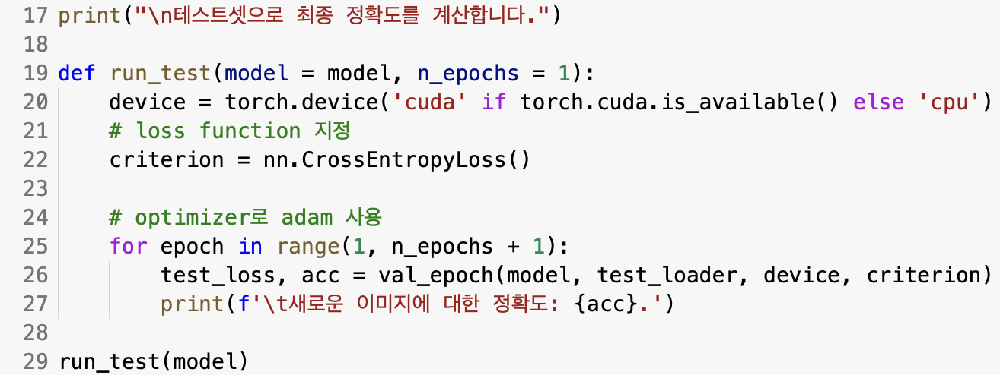 17 print("\n테스트셋으로 최종 정확도를 계산합니다.")
18
19 def run_test(model = model, n_epochs = 1):
20     device = torch.device('cuda' if torch.cuda.is_available() else 'cpu')
21     # loss function 지정
22     criterion = nn.CrossEntropyLoss()
23
24     # optimizer로 adam 사용
25     for epoch in range(1, n_epochs + 1):
26         test_loss, acc = val_epoch(model, test_loader, device, criterion)
27         print(f'\t새로운 이미지에 대한 정확도: {acc}.')
28
29 run_test(model)